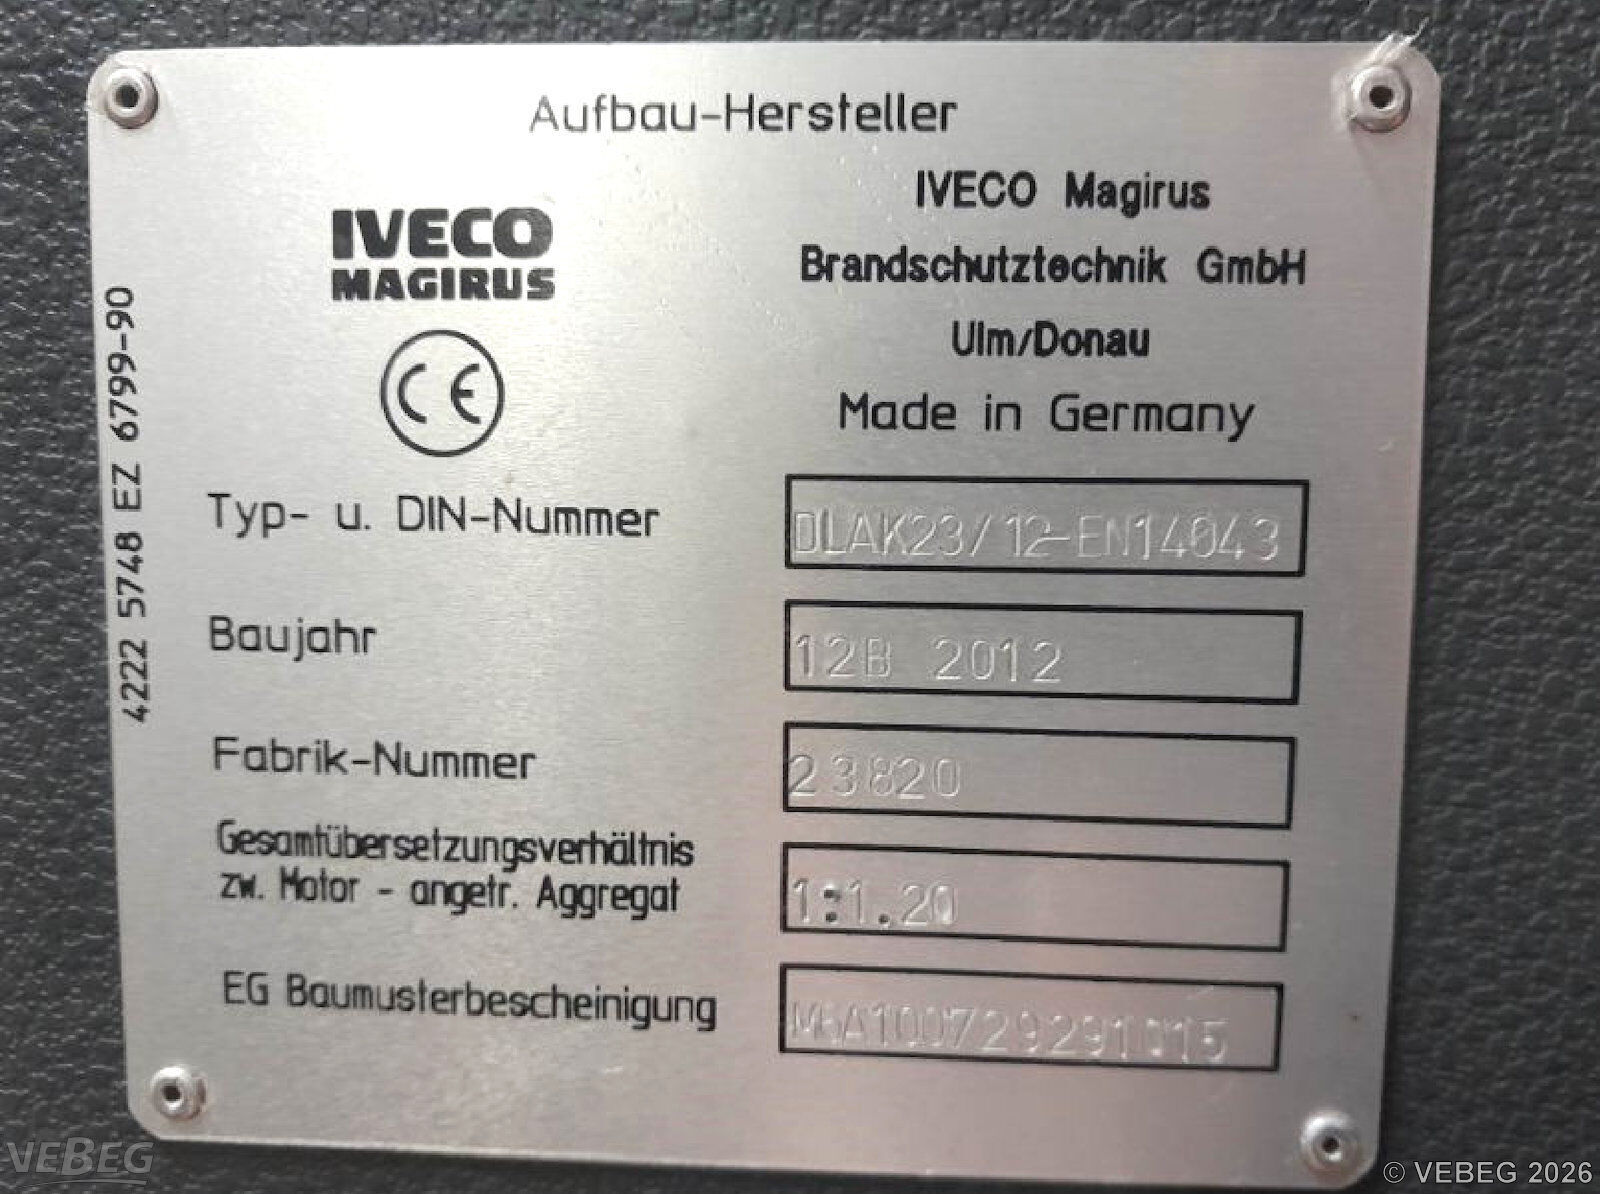 Aufbau-Hersteller
IVECO
MAGIRUS
CE
IVECO Magirus
Brandschutztechnik GmbH
Ulm/Donau
Made in Germany
4222 5748 EZ 6799-90
Typ- u. DIN-Nummer
DLAK23/12-EN14043
Baujahr
12B 2012
Fabrik-Nummer
23820
Gesamtübersetzungsverhältnis
zw. Motor - angetr. Aggregat
1:1.20
EG Baumusterbescheinigung
VEBEG
© VEBEG 2026